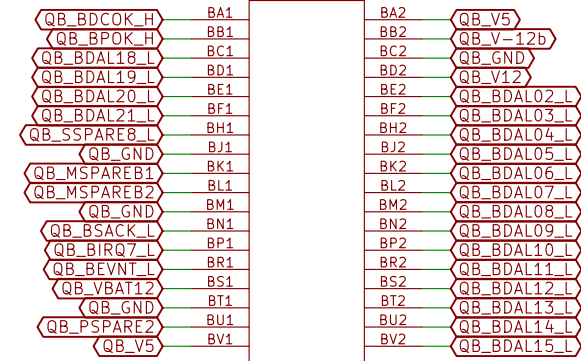 QB_BDCOK_H BA1 BA2 QB_V5
QB_BPOK_H BB1 BB2 QB_V-12b
QB_BDAL18_L BC1 BC2 QB_GND
QB_BDAL19_L BD1 BD2 QB_V12
QB_BDAL20_L BE1 BE2 QB_BDAL02_L
QB_BDAL21_L BF1 BF2 QB_BDAL03_L
QB_SSPARE8_L BH1 BH2 QB_BDAL04_L
QB_GND BJ1 BJ2 QB_BDAL05_L
QB_MSPAREB1 BK1 BK2 QB_BDAL06_L
QB_MSPAREB2 BL1 BL2 QB_BDAL07_L
QB_GND BM1 BM2 QB_BDAL08_L
QB_BSACK_L BN1 BN2 QB_BDAL09_L
QB_BIRQ7_L BP1 BP2 QB_BDAL10_L
QB_BEVNT_L BR1 BR2 QB_BDAL11_L
QB_VBAT12 BS1 BS2 QB_BDAL12_L
QB_GND BT1 BT2 QB_BDAL13_L
QB_PSPARE2 BU1 BU2 QB_BDAL14_L
QB_V5 BV1 BV2 QB_BDAL15_L